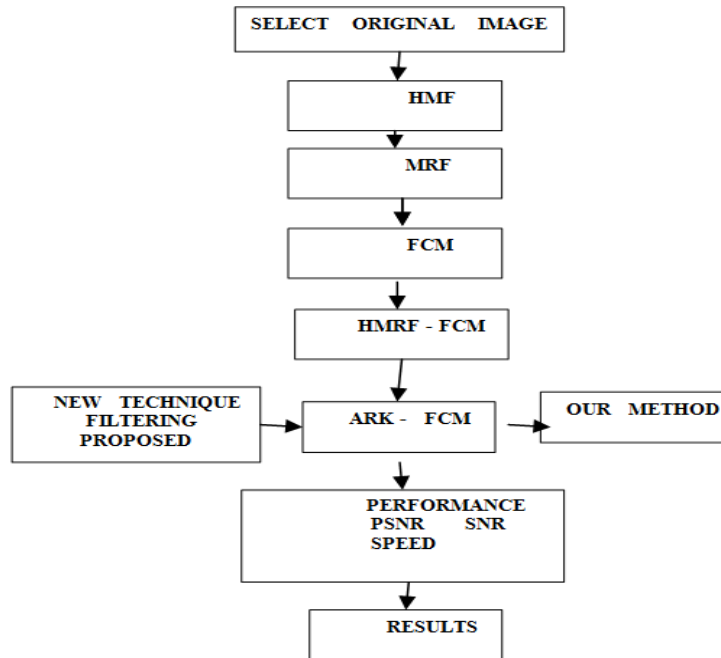 SELECT ORIGINAL IMAGE
HMF
MRF
FCM
HMRF - FCM
NEW TECHNIQUE
FILTERING
PROPOSED
ARK - FCM
OUR METHOD
PERFORMANCE
PSNR SNR
SPEED
RESULTS